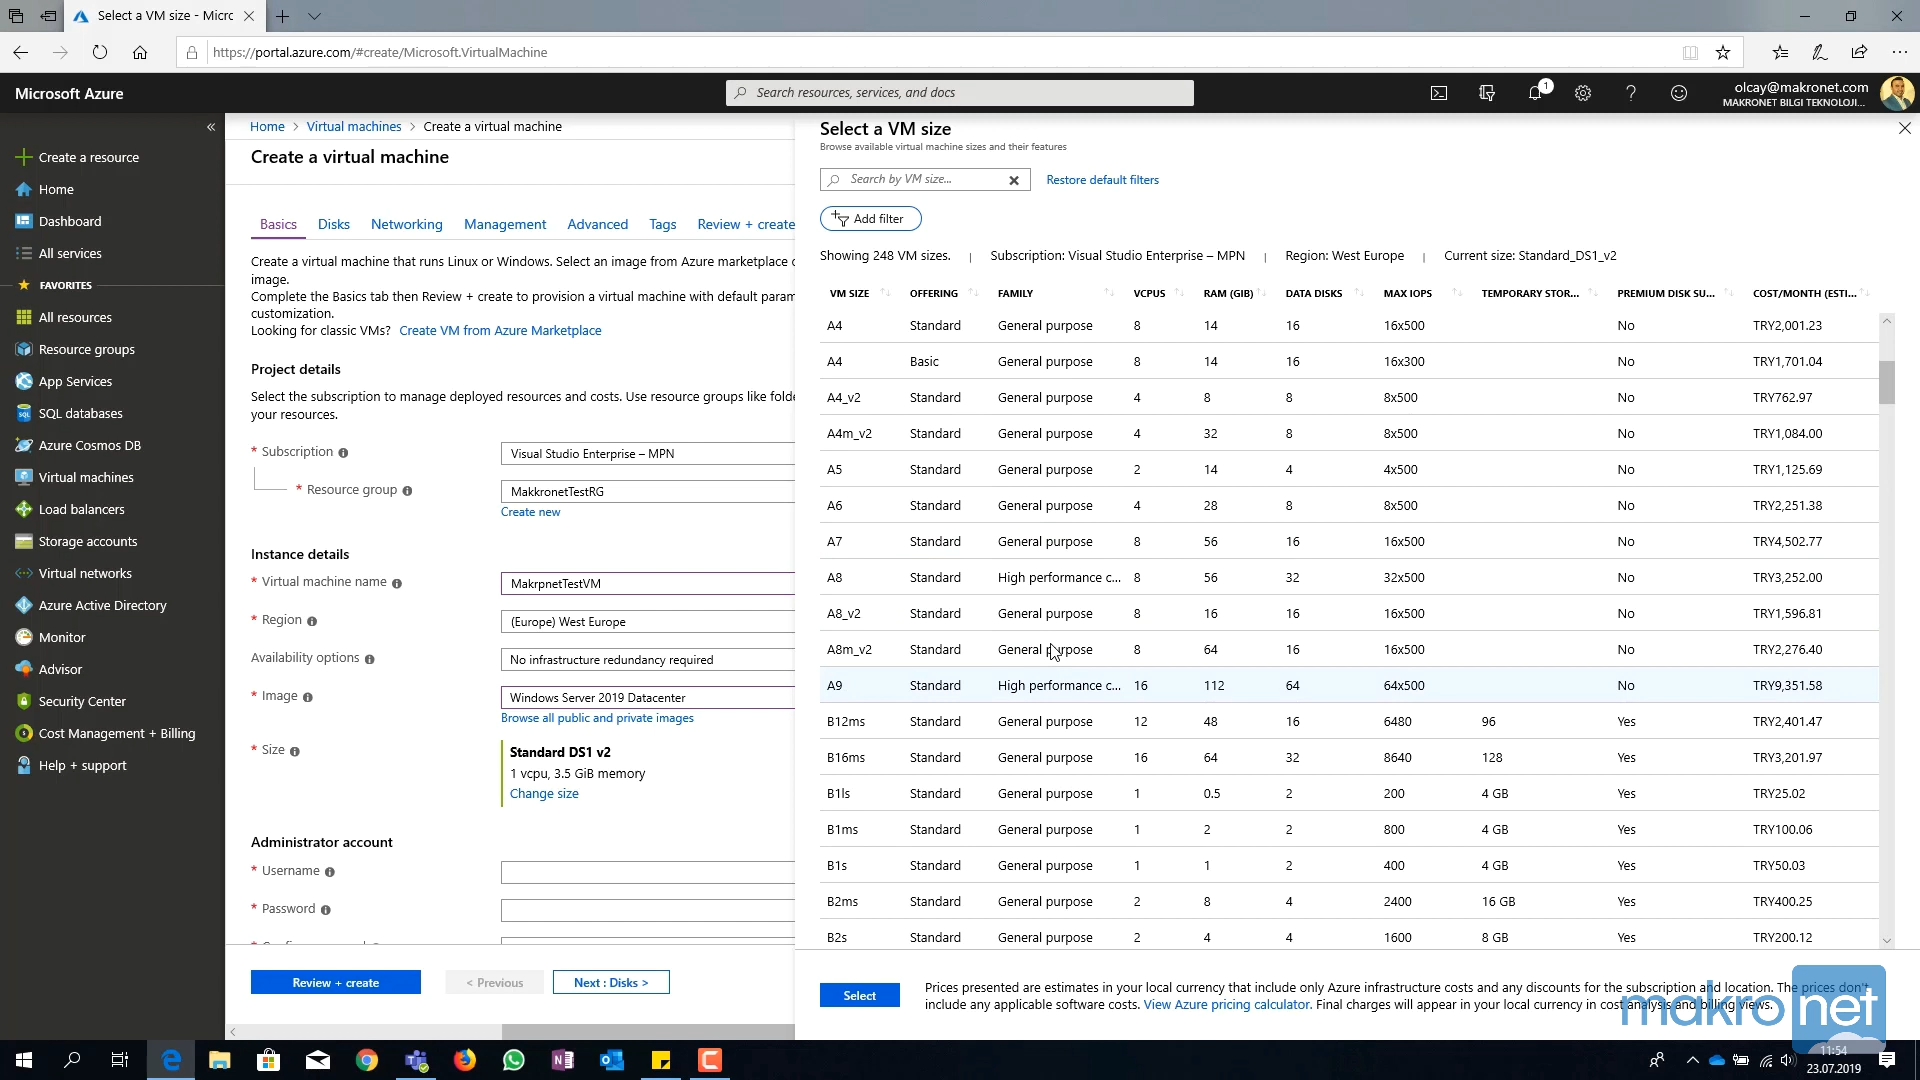 Select a VM size - Micr
https://portal.azure.com/#create/Microsoft.VirtualMachine
Microsoft Azure
Search resources, services, and docs
1
olcay@makronet.com
MAKRONET BILGI TEKNOLOJI...
Create a resource
Home
Dashboard
All services
FAVORITES
All resources
Resource groups
App Services
SQL databases
Azure Cosmos DB
Virtual machines
Load balancers
Storage accounts
Virtual networks
Azure Active Directory
Monitor
Advisor
Security Center
Cost Management + Billing
Help + support
Home > Virtual machines > Create a virtual machine
Create a virtual machine
Basics Disks Networking Management Advanced Tags Review + create
Create a virtual machine that runs Linux or Windows. Select an image from Azure marketplace
image.
Complete the Basics tab then Review + create to provision a virtual machine with default param
customization.
Looking for classic VMs? Create VM from Azure Marketplace
Project details
Select the subscription to manage deployed resources and costs. Use resource groups like folde
your resources.
* Subscription
Visual Studio Enterprise – MPN
* Resource group
MakkronetTestRG
Create new
Instance details
* Virtual machine name
MakrpnetTestVM
* Region
(Europe) West Europe
Availability options
No infrastructure redundancy required
* Image
Windows Server 2019 Datacenter
Browse all public and private images
* Size
Standard DS1 v2
1 vcpu, 3.5 GiB memory
Change size
Administrator account
* Username
* Password
Review + create < Previous Next : Disks >
Select a VM size
Browse available virtual machine sizes and their features
Search by VM size... Restore default filters
Add filter
Showing 248 VM sizes. | Subscription: Visual Studio Enterprise – MPN | Region: West Europe | Current size: Standard_DS1_v2
VM SIZE OFFERING FAMILY VCPUS RAM (GIB) DATA DISKS MAX IOPS TEMPORARY STOR... PREMIUM DISK SU... COST/MONTH (ESTI...
A4 Standard General purpose 8 14 16 16x500 No TRY2,001.23
A4 Basic General purpose 8 14 16 16x300 No TRY1,701.04
A4_v2 Standard General purpose 4 8 8 8x500 No TRY762.97
A4m_v2 Standard General purpose 4 32 8 8x500 No TRY1,084.00
A5 Standard General purpose 2 14 4 4x500 No TRY1,125.69
A6 Standard General purpose 4 28 8 8x500 No TRY2,251.38
A7 Standard General purpose 8 56 16 16x500 No TRY4,502.77
A8 Standard High performance c... 8 56 32 32x500 No TRY3,252.00
A8_v2 Standard General purpose 8 16 16 16x500 No TRY1,596.81
A8m_v2 Standard General purpose 8 64 16 16x500 No TRY2,276.40
A9 Standard High performance c... 16 112 64 64x500 No TRY9,351.58
B12ms Standard General purpose 12 48 16 6480 96 Yes TRY2,401.47
B16ms Standard General purpose 16 64 32 8640 128 Yes TRY3,201.97
B1ls Standard General purpose 1 0.5 2 200 4 GB Yes TRY25.02
B1ms Standard General purpose 1 2 2 800 4 GB Yes TRY100.06
B1s Standard General purpose 1 1 2 400 4 GB Yes TRY50.03
B2ms Standard General purpose 2 8 4 2400 16 GB Yes TRY400.25
B2s Standard General purpose 2 4 4 1600 8 GB Yes TRY200.12
Select
Prices presented are estimates in your local currency that include only Azure infrastructure costs and any discounts for the subscription and location. The prices don't
include any applicable software costs. View Azure pricing calculator. Final charges will appear in your local currency in cost analysis and billing views.
makro net
11:54
23.07.2019